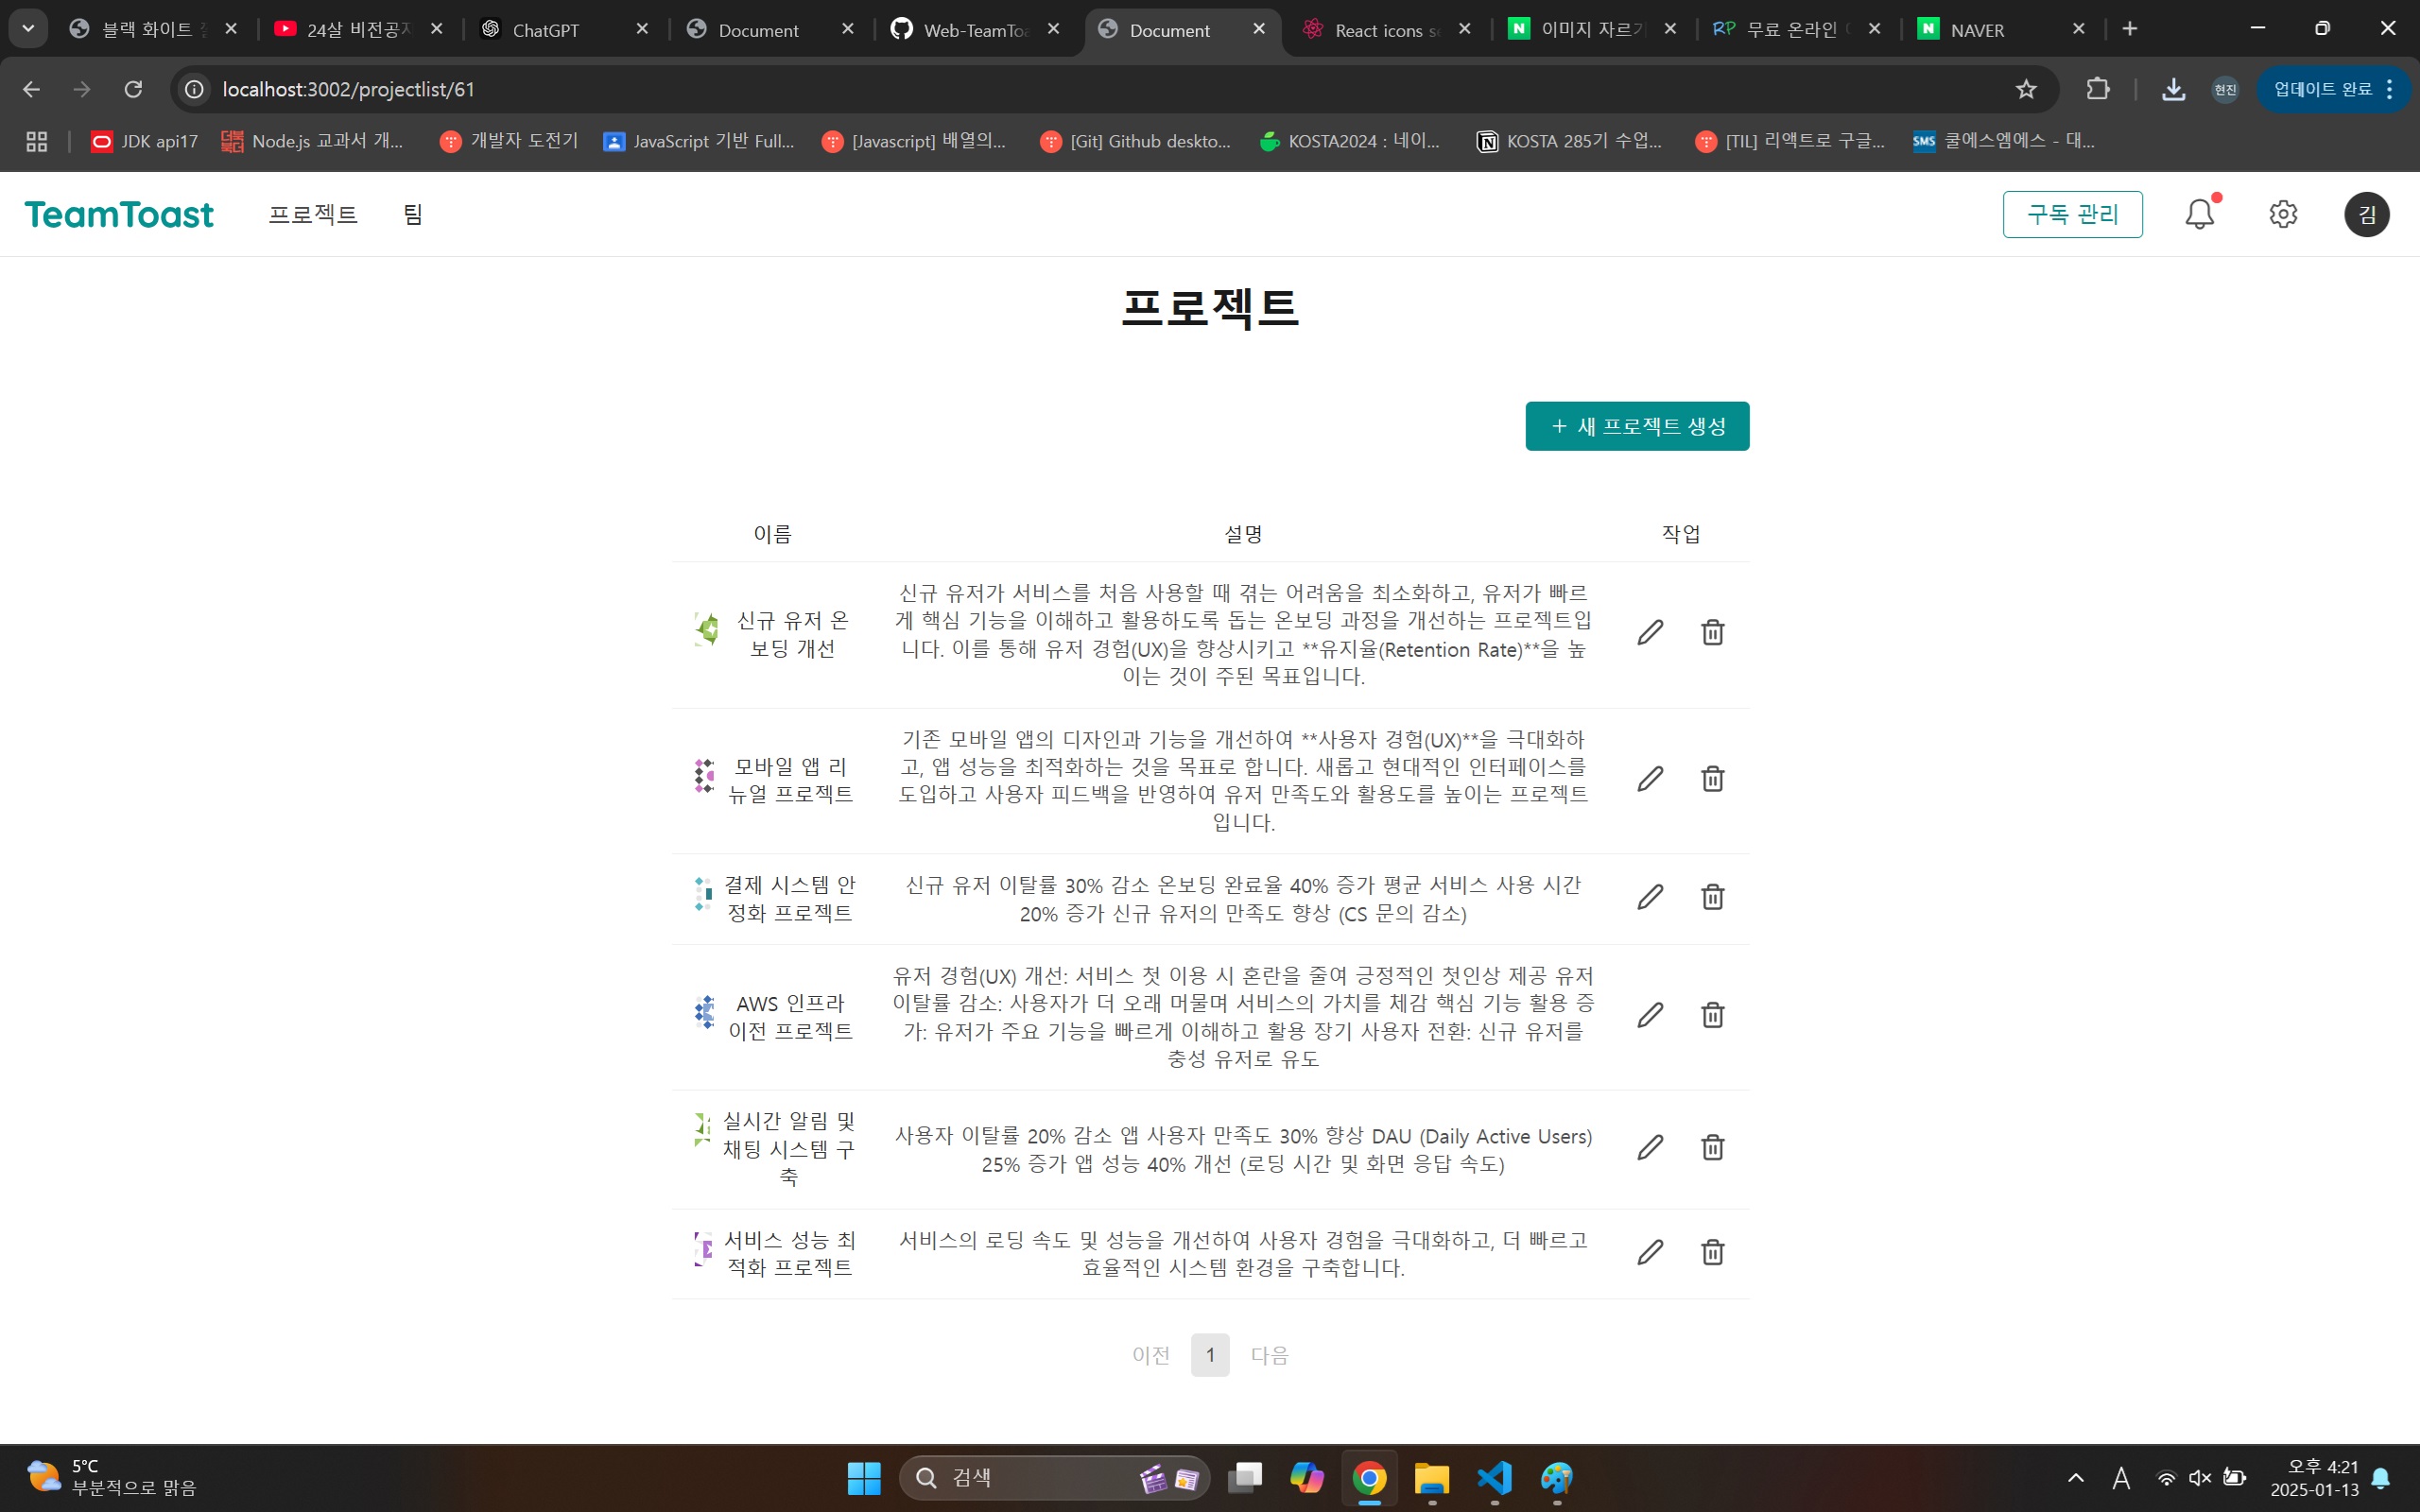 블랙 화이트
24살 비전공자
ChatGPT
Document
Web-TeamToa
Document
React icons se
이미지 자르기
무료 온라인
NAVER
localhost:3002/projectlist/61
현진
업데이트 완료
JDK api17
Node.js 교과서 개...
개발자 도전기
JavaScript 기반 Full...
[Javascript] 배열의...
[Git] Github deskto...
KOSTA2024 : 네이...
KOSTA 285기 수업...
[TIL] 리액트로 구글...
SMS 쿨에스엠에스 - 대...
TeamToast
프로젝트
팀
구독 관리
김
프로젝트
+ 새 프로젝트 생성
이름
설명
작업
신규 유저 온
보딩 개선
신규 유저가 서비스를 처음 사용할 때 겪는 어려움을 최소화하고, 유저가 빠르
게 핵심 기능을 이해하고 활용하도록 돕는 온보딩 과정을 개선하는 프로젝트입
니다. 이를 통해 유저 경험(UX)을 향상시키고 **유지율(Retention Rate)**을 높
이는 것이 주된 목표입니다.
모바일 앱 리
뉴얼 프로젝트
기존 모바일 앱의 디자인과 기능을 개선하여 **사용자 경험(UX)**을 극대화하
고, 앱 성능을 최적화하는 것을 목표로 합니다. 새롭고 현대적인 인터페이스를
도입하고 사용자 피드백을 반영하여 유저 만족도와 활용도를 높이는 프로젝트
입니다.
결제 시스템 안
정화 프로젝트
신규 유저 이탈률 30% 감소 온보딩 완료율 40% 증가 평균 서비스 사용 시간
20% 증가 신규 유저의 만족도 향상 (CS 문의 감소)
AWS 인프라
이전 프로젝트
유저 경험(UX) 개선: 서비스 첫 이용 시 혼란을 줄여 긍정적인 첫인상 제공 유저
이탈률 감소: 사용자가 더 오래 머물며 서비스의 가치를 체감 핵심 기능 활용 증
가: 유저가 주요 기능을 빠르게 이해하고 활용 장기 사용자 전환: 신규 유저를
충성 유저로 유도
실시간 알림 및
채팅 시스템 구
축
사용자 이탈률 20% 감소 앱 사용자 만족도 30% 향상 DAU (Daily Active Users)
25% 증가 앱 성능 40% 개선 (로딩 시간 및 화면 응답 속도)
서비스 성능 최
적화 프로젝트
서비스의 로딩 속도 및 성능을 개선하여 사용자 경험을 극대화하고, 더 빠르고
효율적인 시스템 환경을 구축합니다.
이전
1
다음
5°C
부분적으로 맑음
검색
A
오후 4:21
2025-01-13